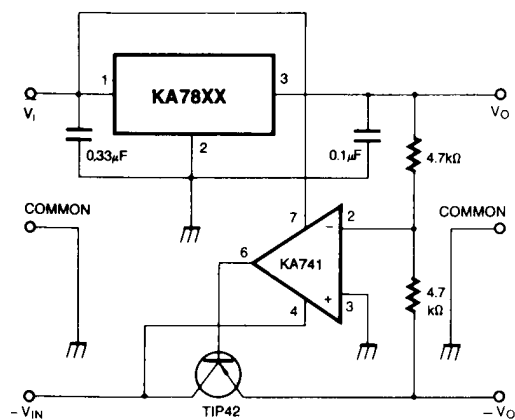 1
KA78XX
3
V_I
2
V_O
0.33μF
0.1μF
4.7kΩ
COMMON
COMMON
7
2
−
6
KA741
4
+
3
4.7
kΩ
− V_IN
TIP42
− V_O